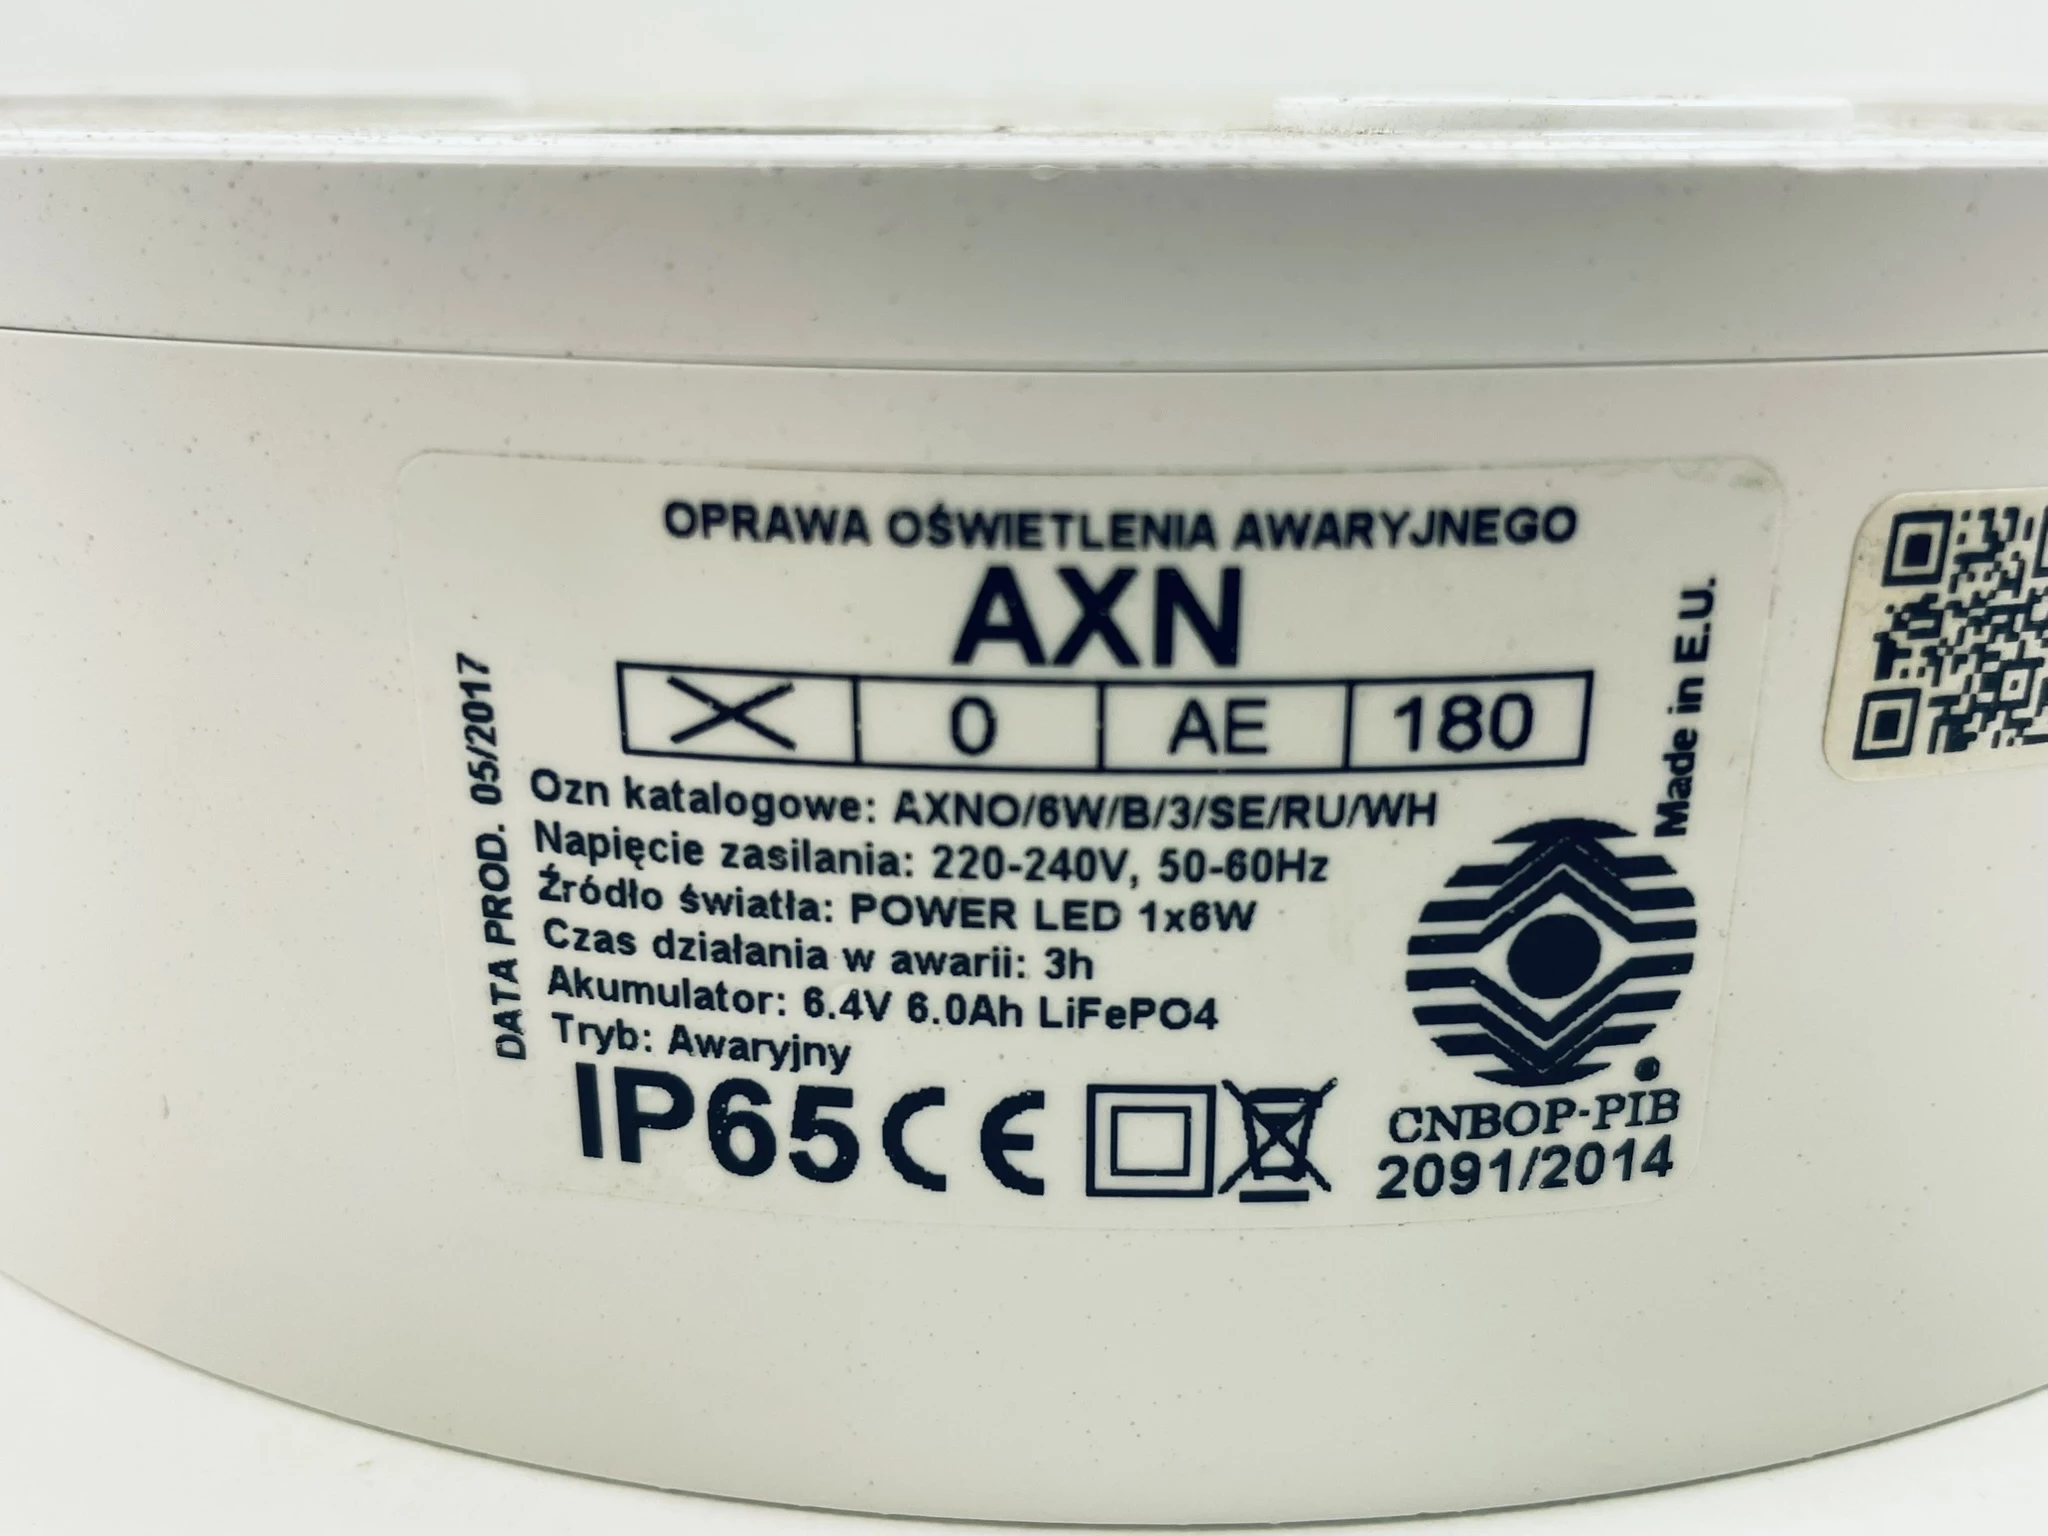 OPRAWA OŚWIETLENIA AWARYJNEGO
AXN
X 0 AE 180
Ozn katalogowe: AXNO/6W/B/3/SE/RU/WH
Napięcie zasilania: 220-240V, 50-60Hz
Źródło światła: POWER LED 1x6W
Czas działania w awarii: 3h
Akumulator: 6.4V 6.0Ah LiFePO4
Tryb: Awaryjny
IP65 CE
DATA PROD. 05/2017
Made in E.U.
CNBOP-PIB
2091/2014